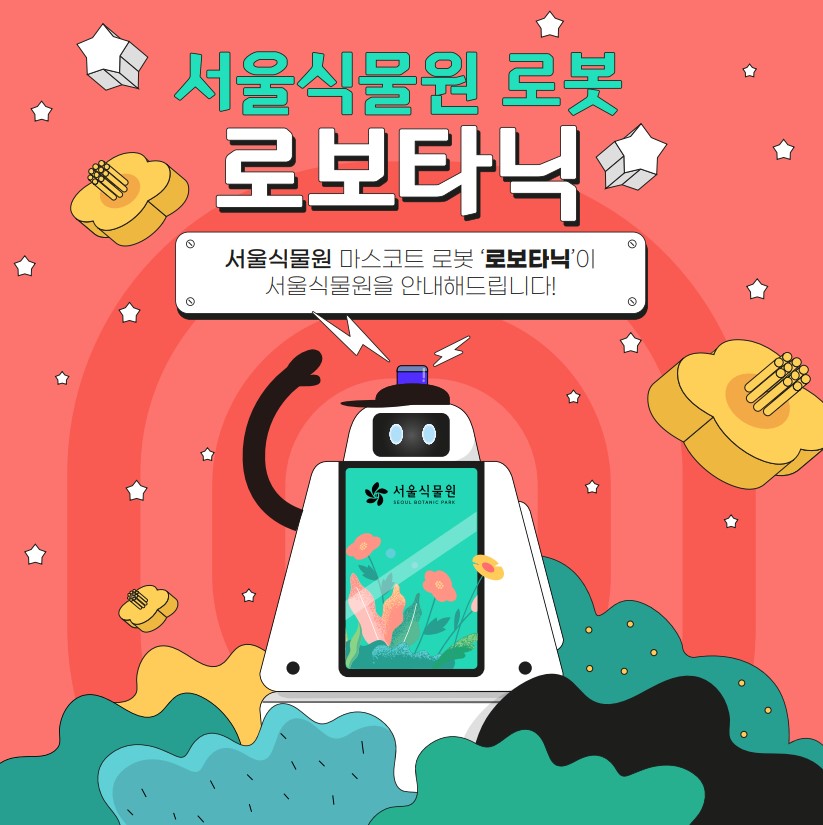 서울식물원 로봇
로보타닉
서울식물원 마스코트 로봇 ‘로보타닉’이
서울식물원을 안내해드립니다!
서울식물원
SEOUL BOTANIC PARK